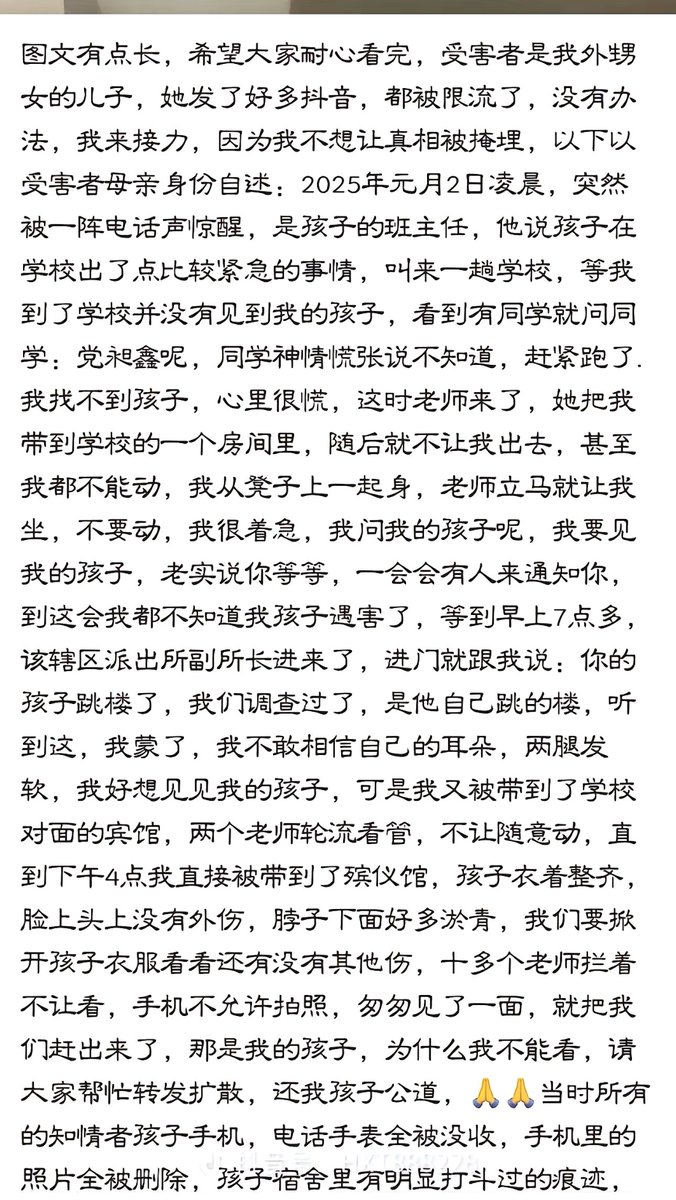 图文有点长，希望大家耐心看完，受害者是我外甥
女的儿子，她发了好多抖音，都被限流了，没有办
法，我来接力，因为我不想让真相被掩埋，以下以
受害者母亲身份自述：2025年元月2日凌晨，突然
被一阵电话声惊醒，是孩子的班主任，他说孩子在
学校出了点比较紧急的事情，叫来一趟学校，等我
到了学校并没有见到我的孩子，看到有同学就问同
学：党昶鑫呢，同学神情慌张说不知道，赶紧跑了.
我找不到孩子，心里很慌，这时老师来了，她把我
带到学校的一个房间里，随后就不让我出去，甚至
我都不能动，我从凳子上一起身，老师立马就让我
坐，不要动，我很着急，我问我的孩子呢，我要见
我的孩子，老实说你等等，一会会有人来通知你，
到这会我都不知道我孩子遇害了，等到早上7点多，
该辖区派出所副所长进来了，进门就跟我说：你的
孩子跳楼了，我们调查过了，是他自己跳的楼，听
到这，我蒙了，我不敢相信自己的耳朵，两腿发
软，我好想见见我的孩子，可是我又被带到了学校
对面的宾馆，两个老师轮流看管，不让随意动，直
到下午4点我直接被带到了殡仪馆，孩子衣着整齐，
脸上头上没有外伤，脖子下面好多淤青，我们要掀
开孩子衣服看看还有没有其他伤，十多个老师拦着
不让看，手机不允许拍照，匆匆见了一面，就把我
们赶出来了，那是我的孩子，为什么我不能看，请
大家帮忙转发扩散，还我孩子公道，🙏🙏当时所有
的知情者孩子手机，电话手表全被没收，手机里的
照片全被删除，孩子宿舍里有明显打斗过的痕迹，